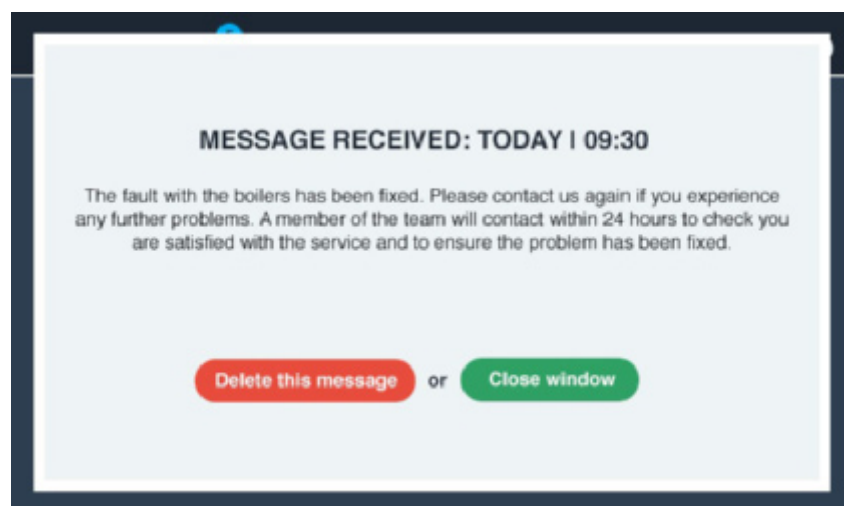 MESSAGE RECEIVED: TODAY | 09:30
The fault with the boilers has been fixed. Please contact us again if you experience
any further problems. A member of the team will contact within 24 hours to check you
are satisfied with the service and to ensure the problem has been fixed.
Delete this message or Close window